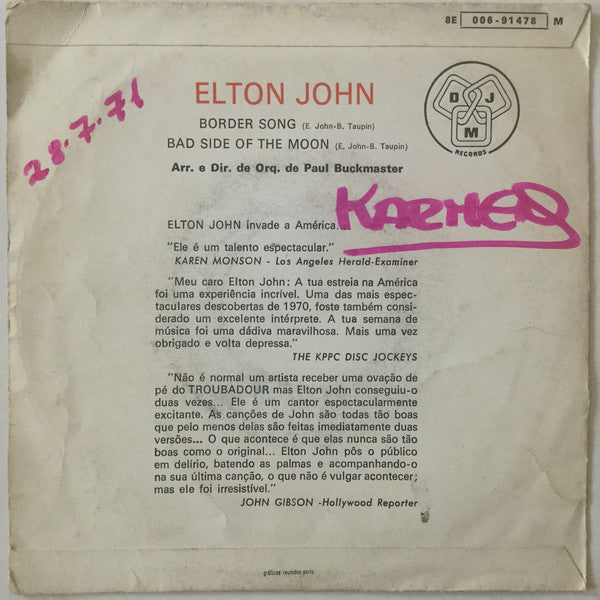 8E 006-91478 M
28.7.71
ELTON JOHN
BORDER SONG (E. John-B. Taupin)
BAD SIDE OF THE MOON (E. John-B. Taupin)
Arr. e Dir. de Orq. de Paul Buckmaster
DJM
RECORDS
ELTON JOHN invade a América...
"Ele é um talento espectacular."
KAREN MONSON - Los Angeles Herald-Examiner
"Meu caro Elton John: A tua estreia na América
foi uma experiência incrível. Uma das mais espec-
taculares descobertas de 1970, foste também consi-
derado um excelente intérprete. A tua semana de
música foi uma dádiva maravilhosa. Mais uma vez
obrigado e volta depressa."
THE KPPC DISC JOCKEYS
"Não é normal um artista receber uma ovação de
pé do TROUBADOUR mas Elton John conseguiu-o
duas vezes... Ele é um cantor espectacularmente
excitante. As canções de John são todas tão boas
que pelo menos delas são feitas imediatamente duas
versões... O que acontece é que elas nunca são tão
boas como o original... Elton John pôs o público
em delírio, batendo as palmas e acompanhando-o
na sua última canção, o que não é vulgar acontecer;
mas ele foi irresistível."
JOHN GIBSON -Hollywood Reporter
gráficos reunidos-porto